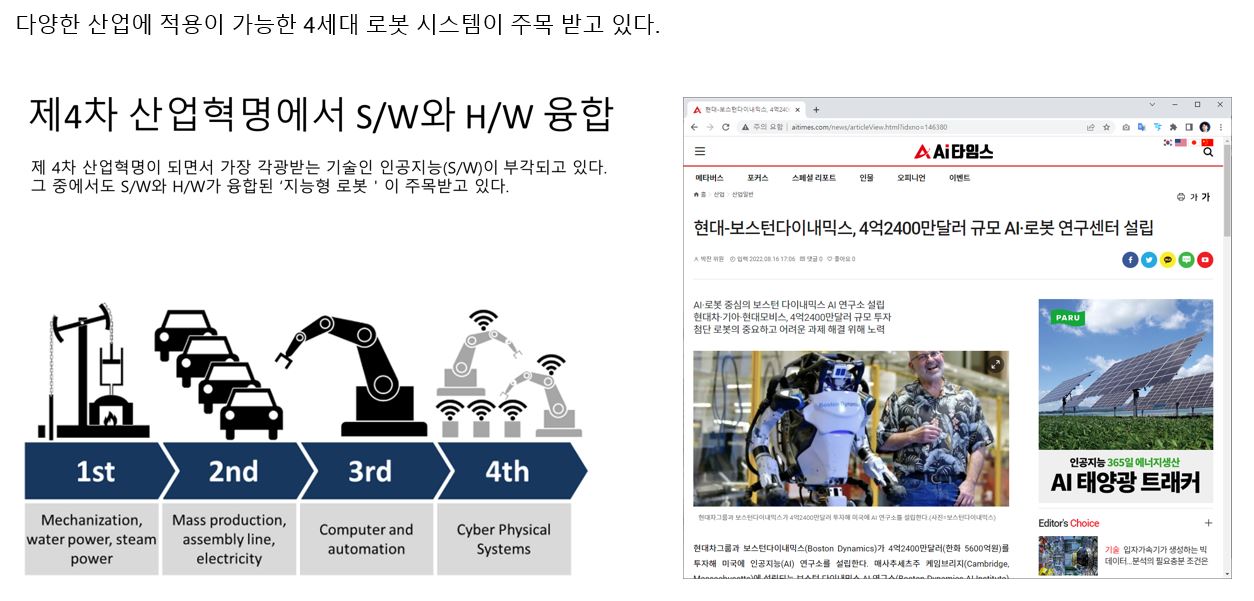 다양한 산업에 적용이 가능한 4세대 로봇 시스템이 주목 받고 있다.
제4차 산업혁명에서 S/W와 H/W 융합
제 4차 산업혁명이 되면서 가장 각광받는 기술인 인공지능(S/W)이 부각되고 있다.
그 중에서도 S/W와 H/W가 융합된 ‘지능형 로봇 ' 이 주목받고 있다.
1st
2nd
3rd
4th
Mechanization,
water power, steam
power
Mass production,
assembly line,
electricity
Computer and
automation
Cyber Physical
Systems
현대-보스턴다이내믹스, 4억240
주의 요함
aitimes.com/news/articleView.html?idxno=146380
Ai타임스
메타버스 포커스 스페셜 리포트 인물 오피니언 이벤트
홈 산업 산업일반
가 가
현대-보스턴다이내믹스, 4억2400만달러 규모 AI·로봇 연구센터 설립
박찬 위원 입력 2022.08.16 17:06 댓글 0 좋아요 0
AI·로봇 중심의 보스턴 다이내믹스 AI 연구소 설립
현대차·기아·현대모비스, 4억2400만달러 규모 투자
첨단 로봇의 중요하고 어려운 과제 해결 위해 노력
Boston Dynamics
현대차그룹과 보스턴다이내믹스가 4억2400만달러 투자해 미국에 AI 연구소를 설립한다.(사진=보스턴다이내믹스)
현대차그룹과 보스턴다이내믹스(Boston Dynamics)가 4억2400만달러(한화 5600억원)를
투자해 미국에 인공지능(AI) 연구소를 설립한다. 매사추세츠주 케임브리지(Cambridge,
Massachusetts)에 설립되는 보스턴 다이내믹스 AI 연구소(Boston Dynamics AI Institute)
PARU
인공지능 365일 에너지생산
AI 태양광 트래커
Editor's Choice
기술 입자가속기가 생성하는 빅
데이터...분석의 필요충분 조건은